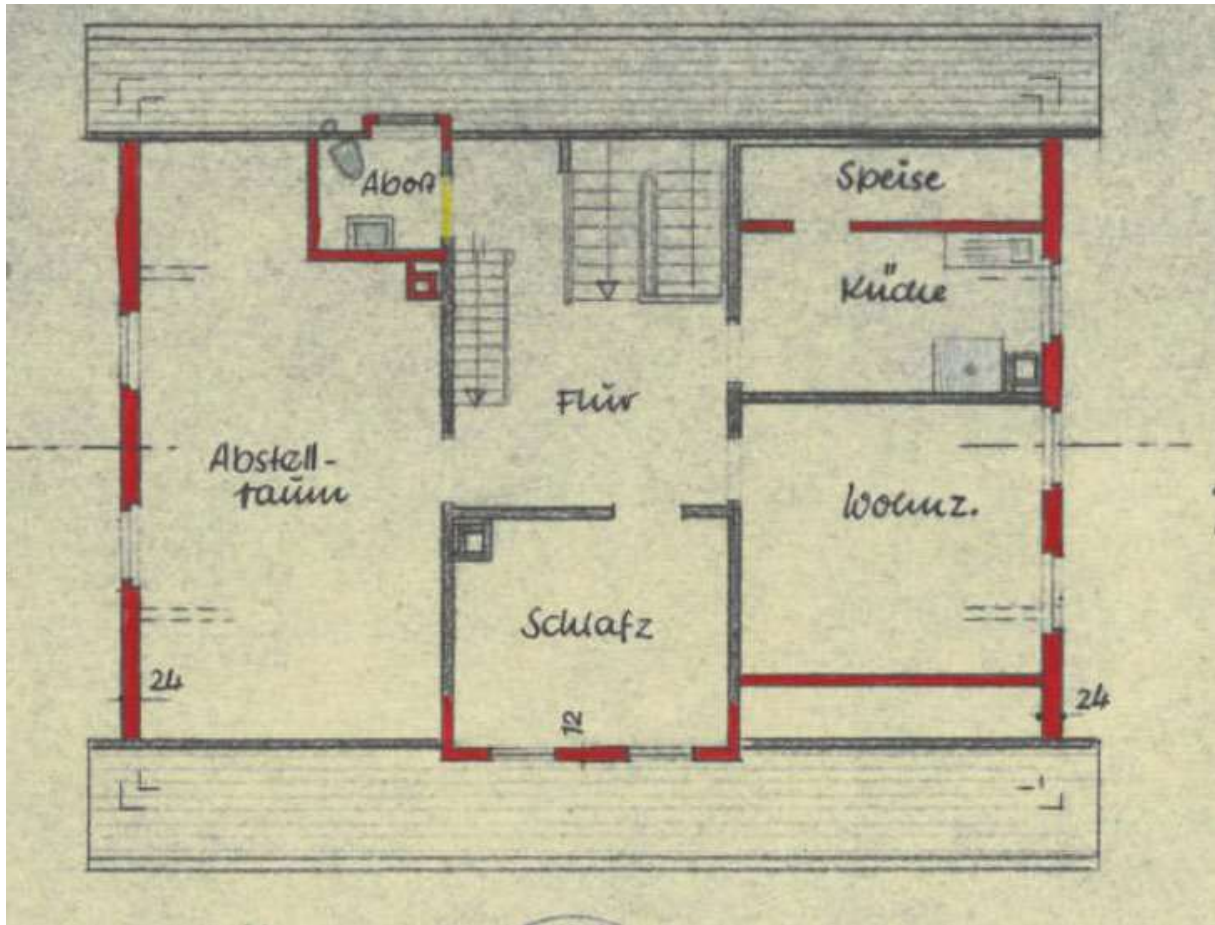 Abort
Speise
Küche
Flur
Abstell-
raum
Wohnz.
Schlafz
24
12
24